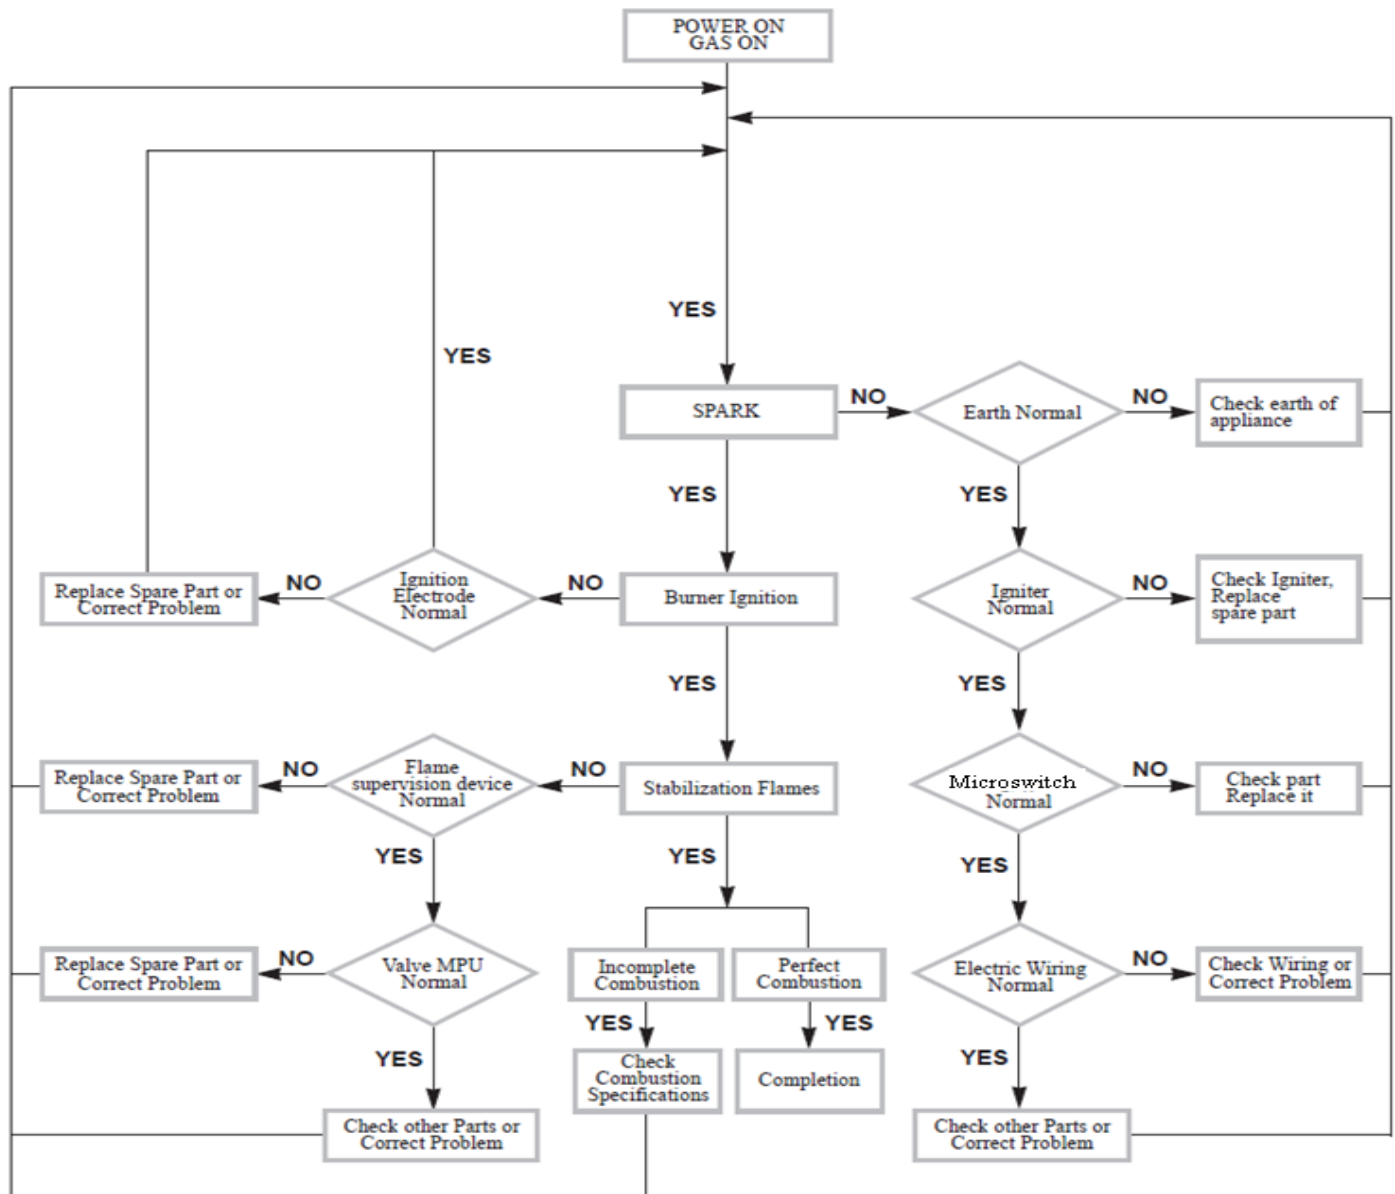 POWER ON
GAS ON
YES
YES
SPARK
NO
Earth Normal
NO
Check earth of
appliance
YES
YES
Replace Spare Part or
Correct Problem
NO
Ignition
Electrode
Normal
NO
Burner Ignition
Igniter
Normal
NO
Check Igniter,
Replace
spare part
YES
YES
Replace Spare Part or
Correct Problem
NO
Flame
supervision device
Normal
NO
Stabilization Flames
Microswitch
Normal
NO
Check part
Replace it
YES
YES
YES
Replace Spare Part or
Correct Problem
NO
Valve MPU
Normal
Incomplete
Combustion
Perfect
Combustion
Electric Wiring
Normal
NO
Check Wiring or
Correct Problem
YES
YES
YES
YES
Check
Combustion
Specifications
Completion
Check other Parts or
Correct Problem
Check other Parts or
Correct Problem